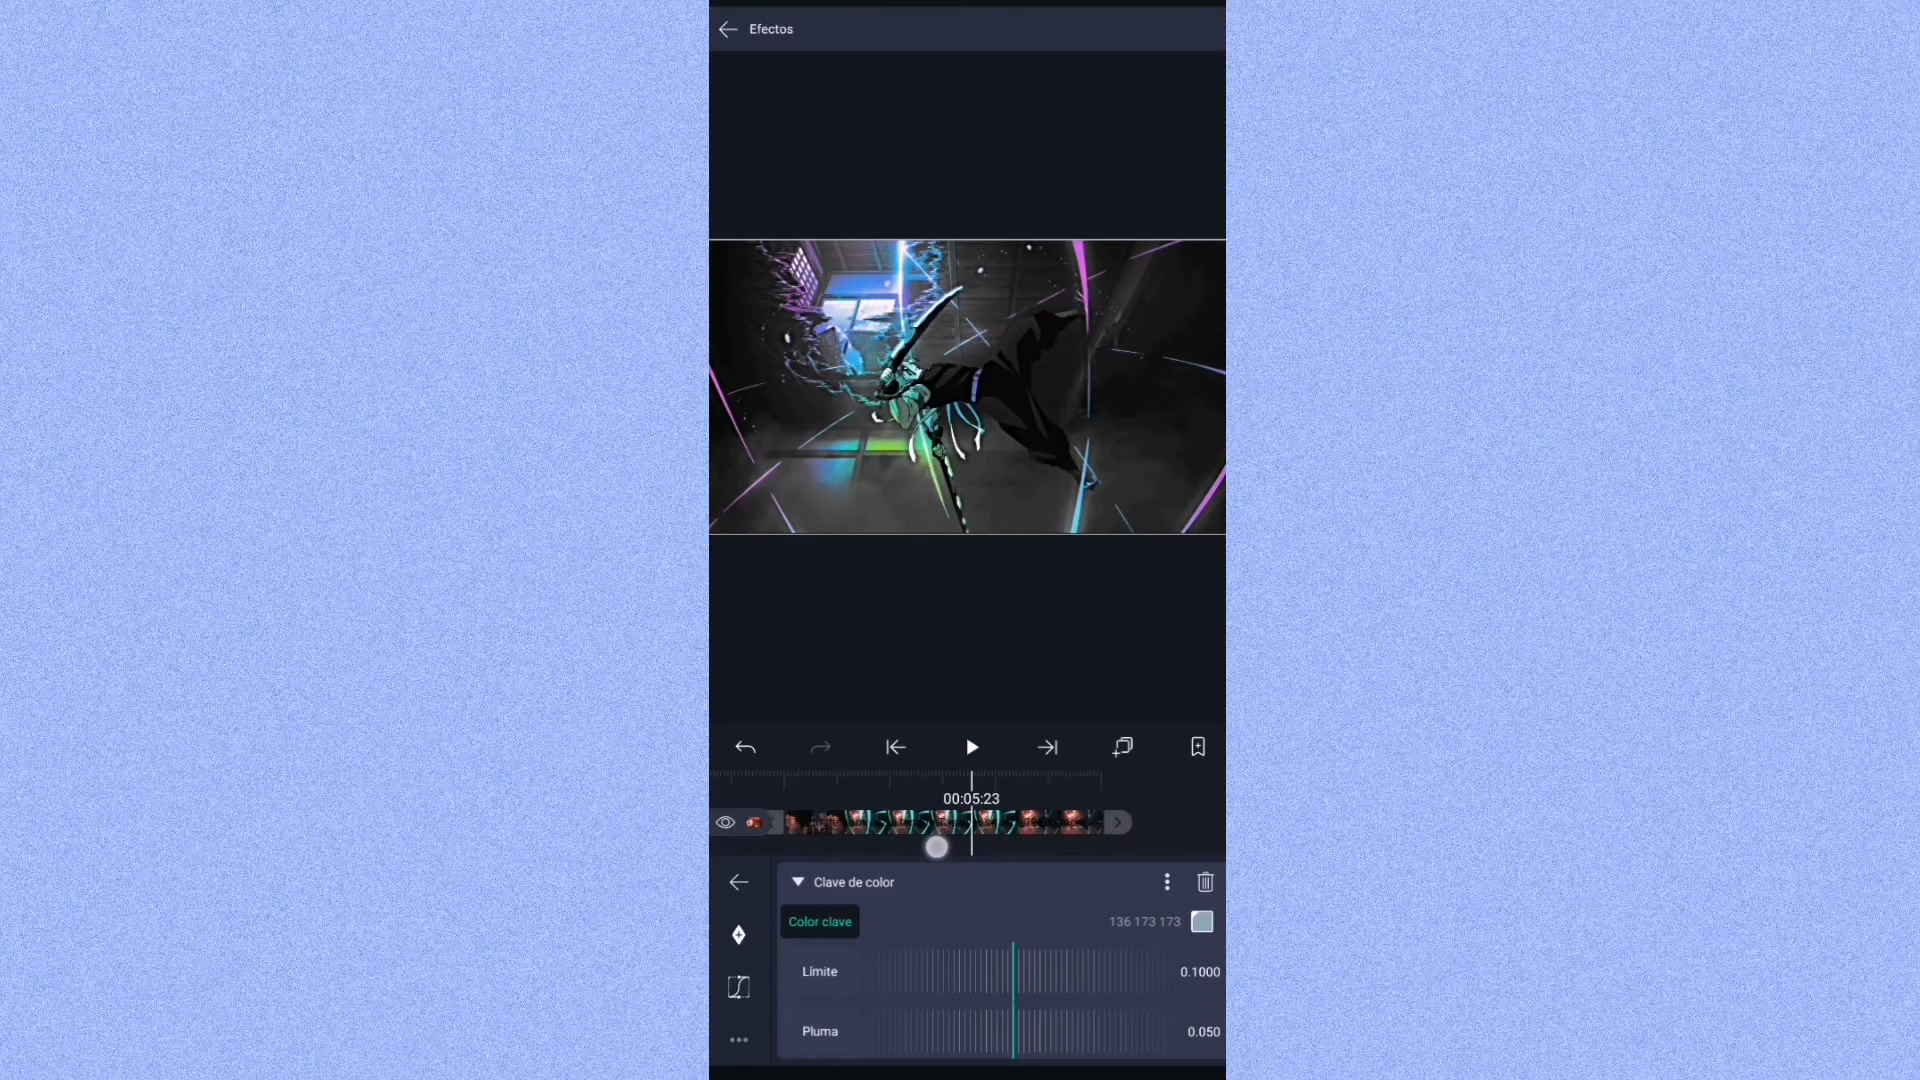 Efectos
00:05:23
Clave de color
Color clave
136 173 173
Límite
0.1000
Pluma
0.050